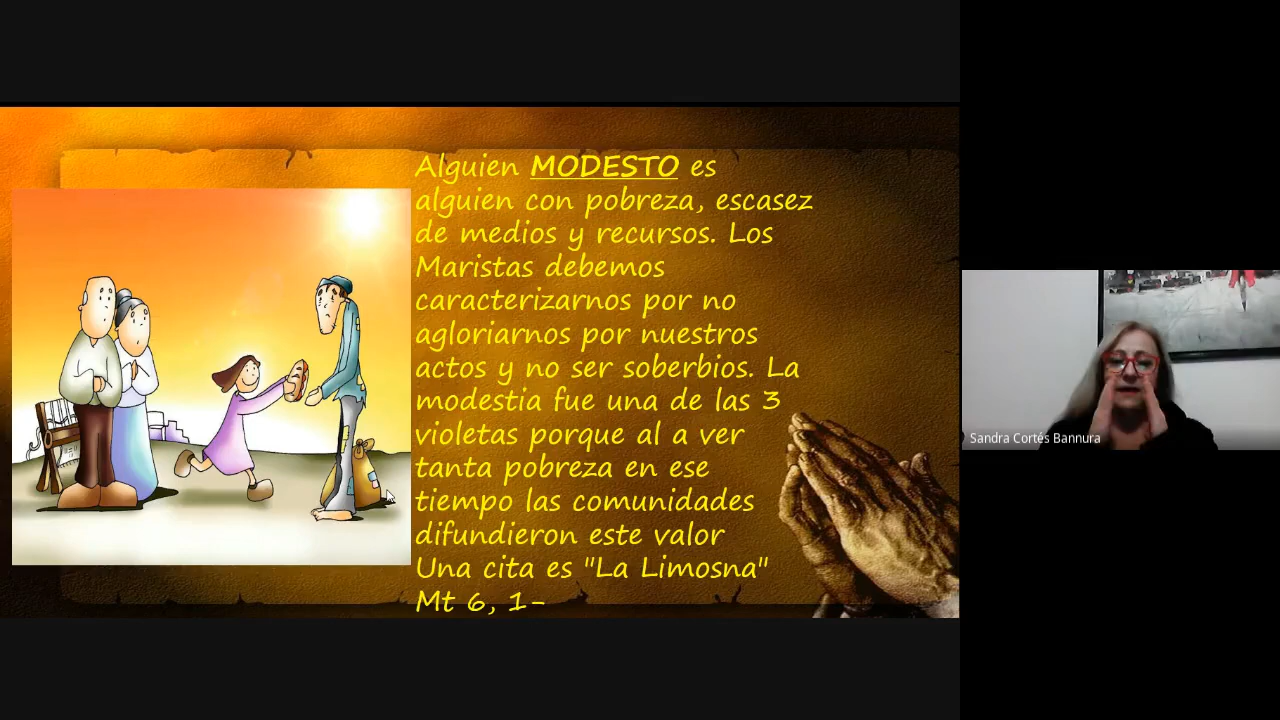 Alguien MODESTO es
alguien con pobreza, escasez
de medios y recursos. Los
Maristas debemos
caracterizarnos por no
agloriarnos por nuestros
actos y no ser soberbios. La
modestia fue una de las 3
violetas porque al a ver
tanta pobreza en ese
tiempo las comunidades
difundieron este valor
Una cita es "La Limosna"
Mt 6, 1-
Sandra Cortés Bannura